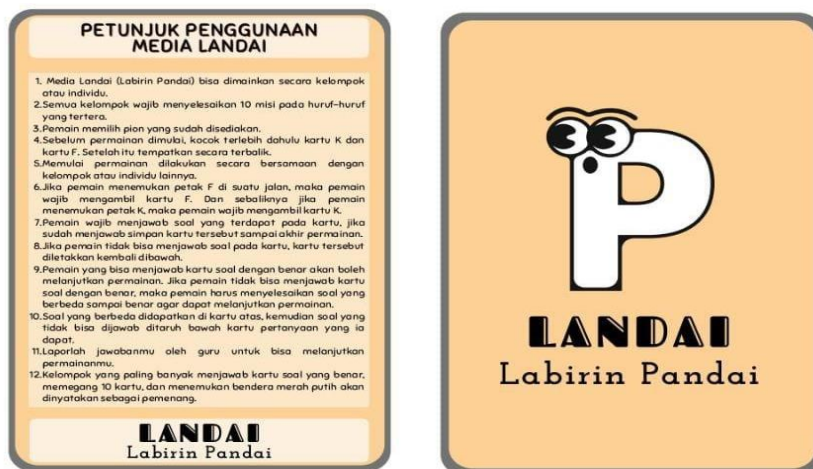 PETUNJUK PENGGUNAAN
MEDIA LANDAI
1. Media Landai (Labirin Pandai) bisa dimainkan secara kelompok
atau individu.
2.Semua kelompok wajib menyelesaikan 10 misi pada huruf-huruf
yang tertera.
3.Pemain memilih pion yang sudah disediakan.
4.Sebelum permainan dimulai, kocok terlebih dahulu kartu K dan
kartu F. Setelah itu tempatkan secara terbalik.
5.Memulai permainan dilakukan secara bersamaan dengan
kelompok atau individu lainnya.
6.Jika pemain menemukan petak F di suatu jalan, maka pemain
wajib mengambil kartu F. Dan sebaliknya jika pemain
menemukan petak K, maka pemain wajib mengambil kartu K.
7.Pemain wajib menjawab soal yang terdapat pada kartu, jika
sudah menjawab simpan kartu tersebut sampai akhir permainan.
8.Jika pemain tidak bisa menjawab soal pada kartu, kartu tersebut
diletakkan kembali dibawah.
9.Pemain yang bisa menjawab kartu soal dengan benar akan boleh
melanjutkan permainan. Jika pemain tidak bisa menjawab kartu
soal dengan benar, maka pemain harus menyelesaikan soal yang
berbeda sampai benar agar dapat melanjutkan permainan.
10.Soal yang berbeda didapatkan di kartu atas, kemudian soal yang
tidak bisa dijawab ditaruh bawah kartu pertanyaan yang ia
dapat.
11.Laporlah jawabanmu oleh guru untuk bisa melanjutkan
permainanmu.
12.Kelompok yang paling banyak menjawab kartu soal yang benar,
memegang 10 kartu, dan menemukan bendera merah putih akan
dinyatakan sebagai pemenang.
LANDAI
Labirin Pandai
P
LANDAI
Labirin Pandai